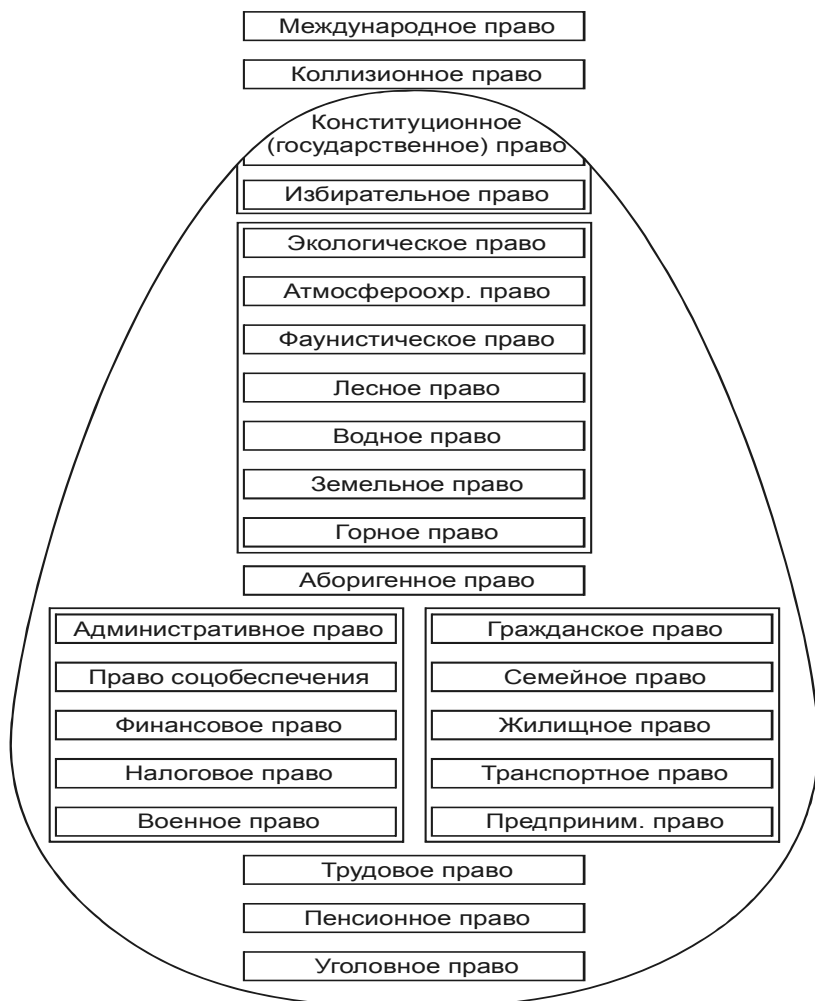 Международное право
Коллизионное право
Конституционное
(государственное) право
Избирательное право
Экологическое право
Атмосфероохр. право
Фаунистическое право
Лесное право
Водное право
Земельное право
Горное право
Аборигенное право
Административное право
Право соцобеспечения
Финансовое право
Налоговое право
Военное право
Гражданское право
Семейное право
Жилищное право
Транспортное право
Предприним. право
Трудовое право
Пенсионное право
Уголовное право